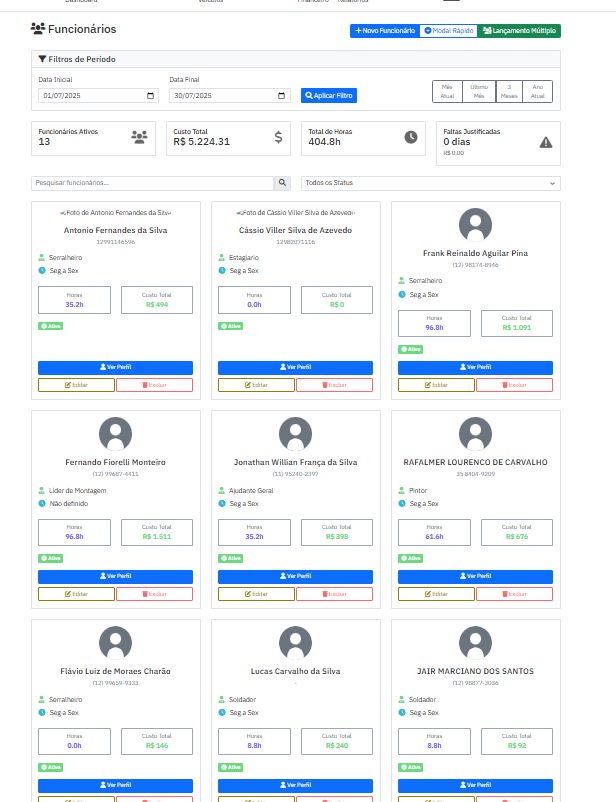 Dashboard Veículos Financeiro Relatórios
Funcionários
Novo Funcionário Modal Rápido Lançamento Múltiplo
Filtros de Período
Data Inicial Data Final
01/07/2025 30/07/2025 Aplicar Filtro
Mês Atual Último Mês 3 Meses Ano Atual
Funcionários Ativos
13
Custo Total
R$ 5.224.31
Total de Horas
404.8h
Faltas Justificadas
0 dias
R$ 0.00
Pesquisar funcionários...
Todos os Status
Foto de Antonio Fernandes da Silva
Antonio Fernandes da Silva
12991146596
Serralheiro
Seg a Sex
Horas Custo Total
35.2h R$ 494
Ativo
Ver Perfil
Editar Excluir
Foto de Cássio Viller Silva de Azevedo
Cássio Viller Silva de Azevedo
12982071116
Estagiario
Seg a Sex
Horas Custo Total
0.0h R$ 0
Ativo
Ver Perfil
Editar Excluir
Frank Reinaldo Aguilar Pina
(12) 98174-8946
Serralheiro
Seg a Sex
Horas Custo Total
96.8h R$ 1.091
Ativo
Ver Perfil
Editar Excluir
Fernando Fiorelli Monteiro
(12) 99687-4411
Lider de Montagem
Não definido
Horas Custo Total
96.8h R$ 1.511
Ativo
Ver Perfil
Editar Excluir
Jonathan Willian França da Silva
(11) 95240-2397
Ajudante Geral
Seg a Sex
Horas Custo Total
35.2h R$ 398
Ativo
Ver Perfil
Editar Excluir
RAFALMER LOURENCO DE CARVALHO
35 8404-9209
Pintor
Seg a Sex
Horas Custo Total
61.6h R$ 676
Ativo
Ver Perfil
Editar Excluir
Flávio Luiz de Moraes Charão
(12) 99659-9333
Serralheiro
Seg a Sex
Horas Custo Total
0.0h R$ 146
Ativo
Ver Perfil
Lucas Carvalho da Silva
-
Soldador
Seg a Sex
Horas Custo Total
8.8h R$ 240
Ativo
Ver Perfil
JAIR MARCIANO DOS SANTOS
(12) 98877-3036
Soldador
Seg a Sex
Horas Custo Total
8.8h R$ 92
Ativo
Ver Perfil